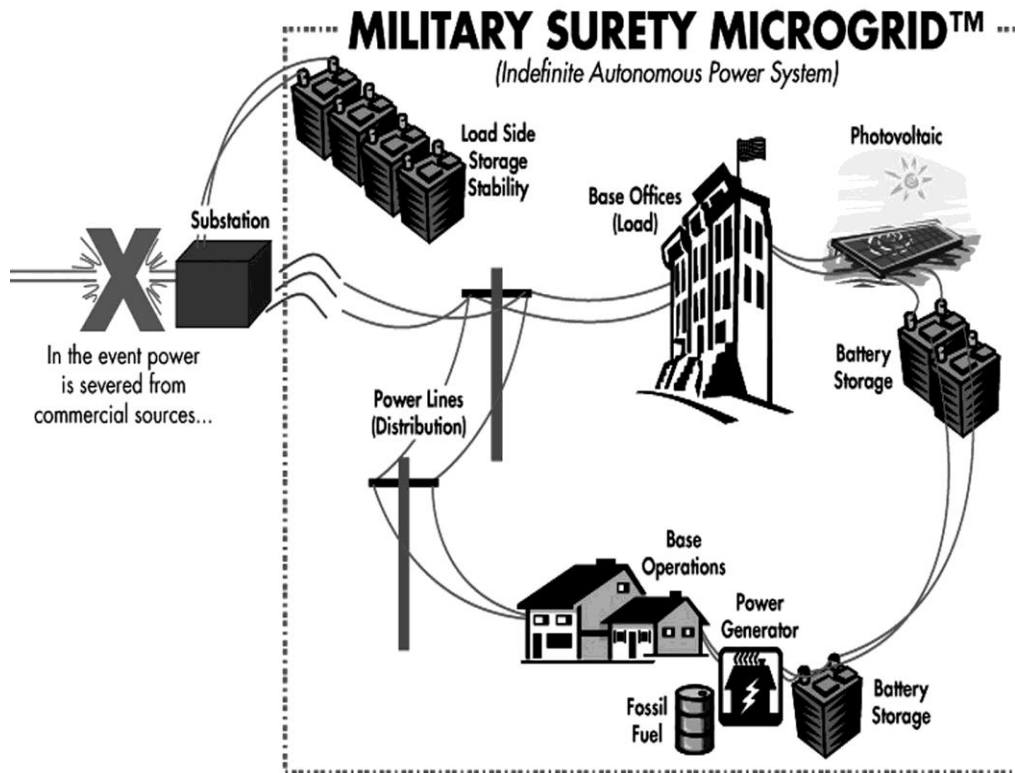 MILITARY SURETY MICROGRID™
(Indefinite Autonomous Power System)
Load Side
Storage
Stability
Substation
In the event power
is severed from
commercial sources...
Power Lines
(Distribution)
Base Offices
(Load)
Photovoltaic
Battery
Storage
Base
Operations
Power
Generator
Fossil
Fuel
Battery
Storage